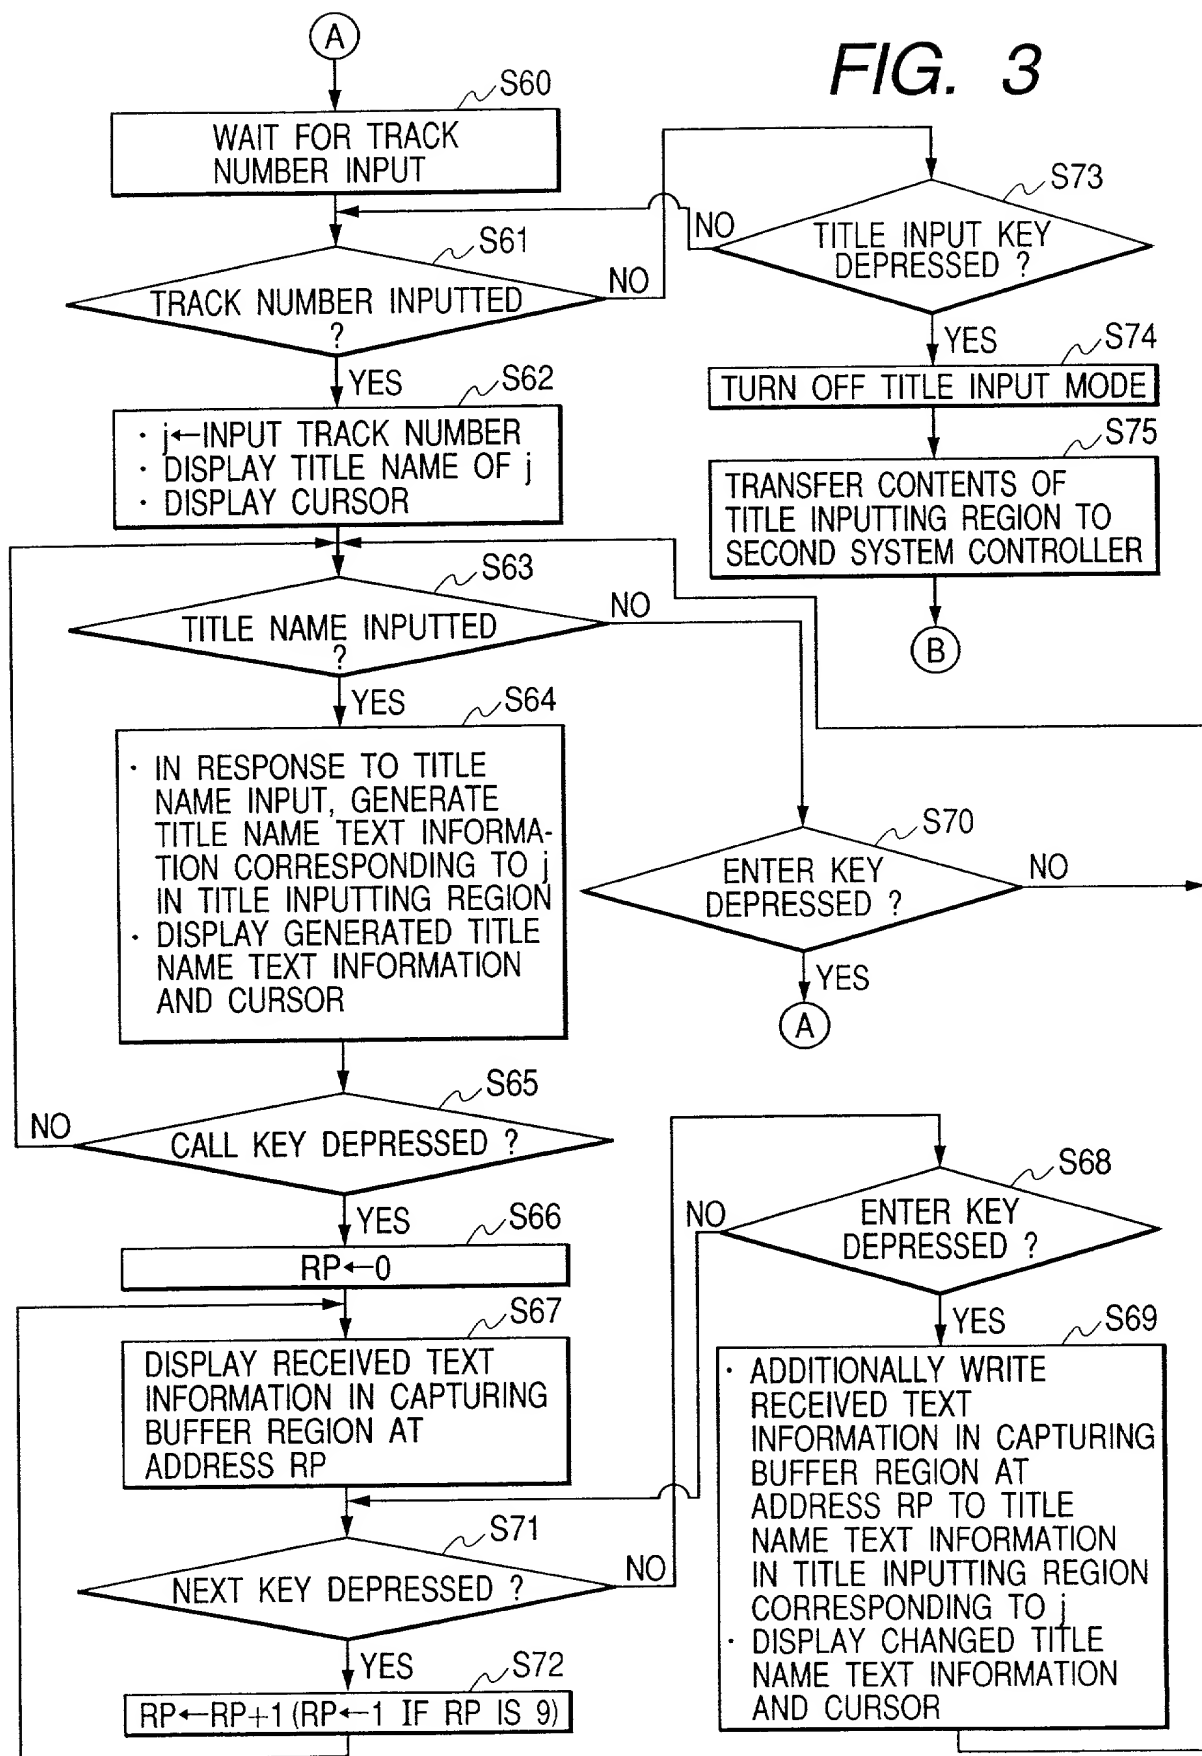 FIG. 3
A
S60
WAIT FOR TRACK
NUMBER INPUT
S61
TRACK NUMBER INPUTTED
?
NO
YES
S62
· j←INPUT TRACK NUMBER
· DISPLAY TITLE NAME OF j
· DISPLAY CURSOR
S63
TITLE NAME INPUTTED
?
NO
YES
S64
· IN RESPONSE TO TITLE
NAME INPUT, GENERATE
TITLE NAME TEXT INFORMA-
TION CORRESPONDING TO j
IN TITLE INPUTTING REGION
· DISPLAY GENERATED TITLE
NAME TEXT INFORMATION
AND CURSOR
S65
NO
CALL KEY DEPRESSED ?
YES
S66
RP←0
S67
DISPLAY RECEIVED TEXT
INFORMATION IN CAPTURING
BUFFER REGION AT
ADDRESS RP
S71
NEXT KEY DEPRESSED ?
NO
YES
S72
RP←RP+1 (RP←1 IF RP IS 9)
S73
NO
TITLE INPUT KEY
DEPRESSED ?
YES
S74
TURN OFF TITLE INPUT MODE
S75
TRANSFER CONTENTS OF
TITLE INPUTTING REGION TO
SECOND SYSTEM CONTROLLER
B
S70
ENTER KEY
DEPRESSED ?
NO
YES
A
S68
NO
ENTER KEY
DEPRESSED ?
YES
S69
· ADDITIONALLY WRITE
RECEIVED TEXT
INFORMATION IN CAPTURING
BUFFER REGION AT
ADDRESS RP TO TITLE
NAME TEXT INFORMATION
IN TITLE INPUTTING REGION
CORRESPONDING TO j
· DISPLAY CHANGED TITLE
NAME TEXT INFORMATION
AND CURSOR